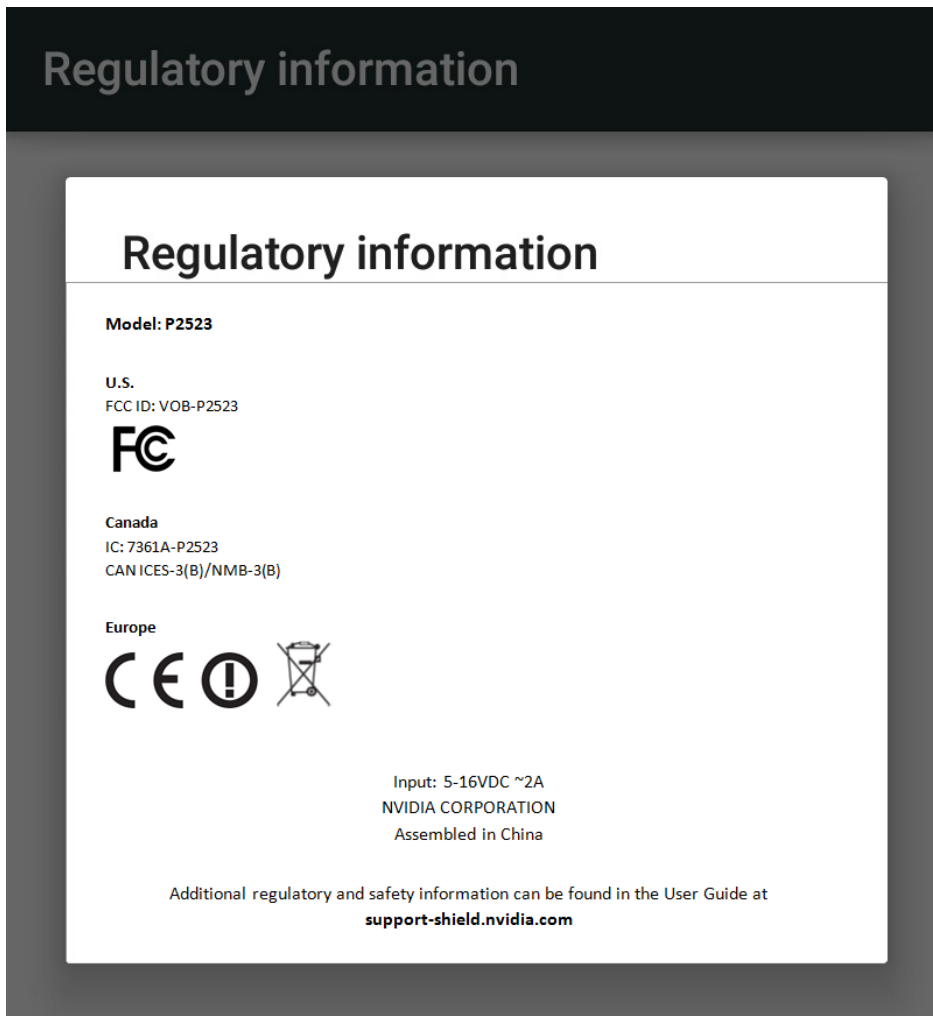 Regulatory information
Regulatory information
Model: P2523
U.S.
FCC ID: VOB-P2523
FC
Canada
IC: 7361A-P2523
CAN ICES-3(B)/NMB-3(B)
Europe
CE
Input: 5-16VDC ~2A
NVIDIA CORPORATION
Assembled in China
Additional regulatory and safety information can be found in the User Guide at
support-shield.nvidia.com